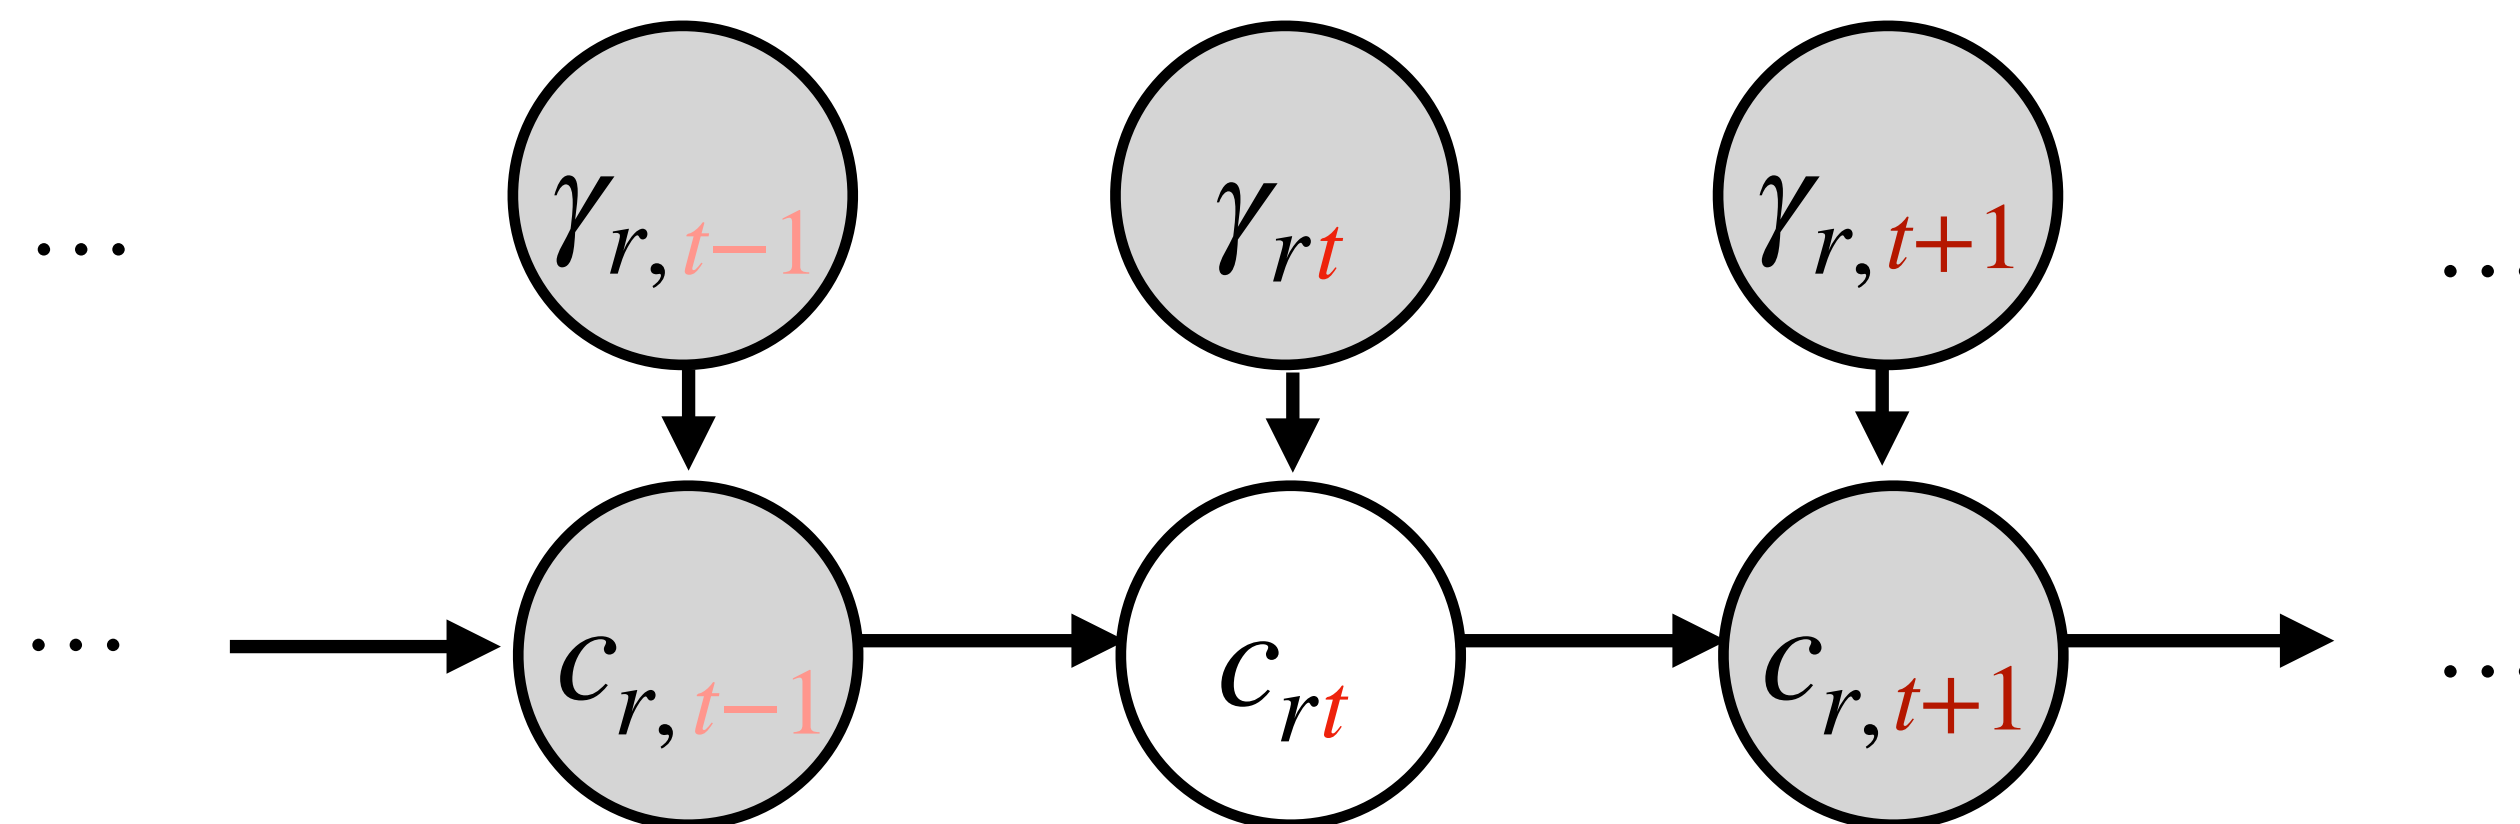 ... γr,t−1 γrt γr,t+1 ...
... cr,t−1 crt cr,t+1 ...